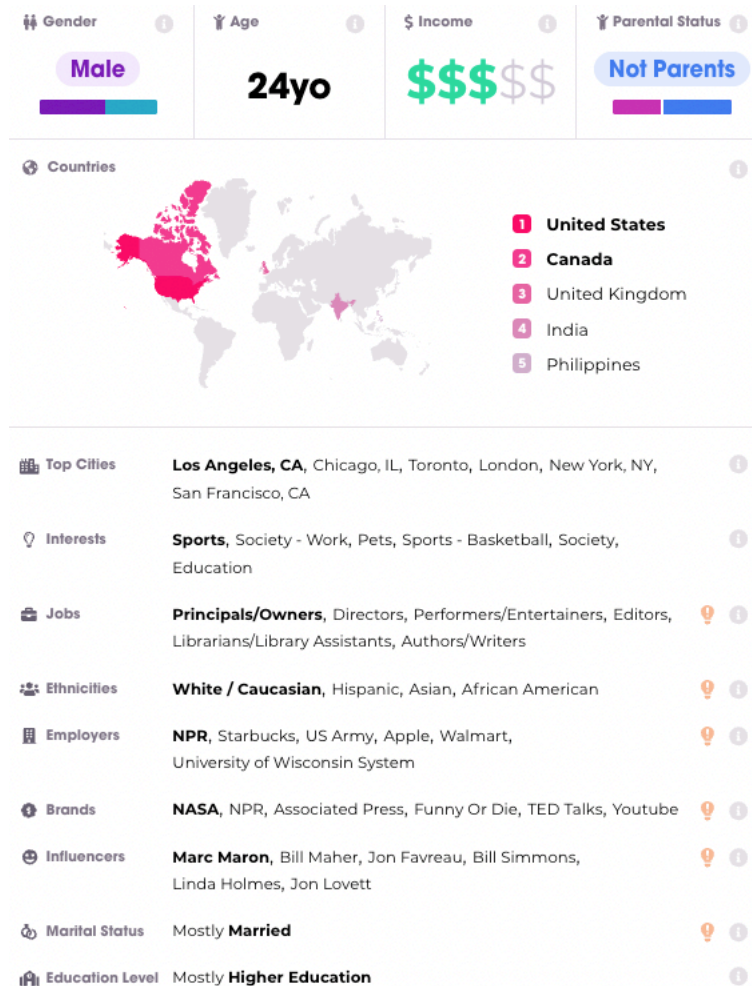 Gender
Age
$ Income
Parental Status
Male
24yo
$$$$$
Not Parents
Countries
1 United States
2 Canada
3 United Kingdom
4 India
5 Philippines
Top Cities Los Angeles, CA, Chicago, IL, Toronto, London, New York, NY,
San Francisco, CA
Interests Sports, Society - Work, Pets, Sports - Basketball, Society,
Education
Jobs Principals/Owners, Directors, Performers/Entertainers, Editors,
Librarians/Library Assistants, Authors/Writers
Ethnicities White / Caucasian, Hispanic, Asian, African American
Employers NPR, Starbucks, US Army, Apple, Walmart,
University of Wisconsin System
Brands NASA, NPR, Associated Press, Funny Or Die, TED Talks, Youtube
Influencers Marc Maron, Bill Maher, Jon Favreau, Bill Simmons,
Linda Holmes, Jon Lovett
Marital Status Mostly Married
Education Level Mostly Higher Education